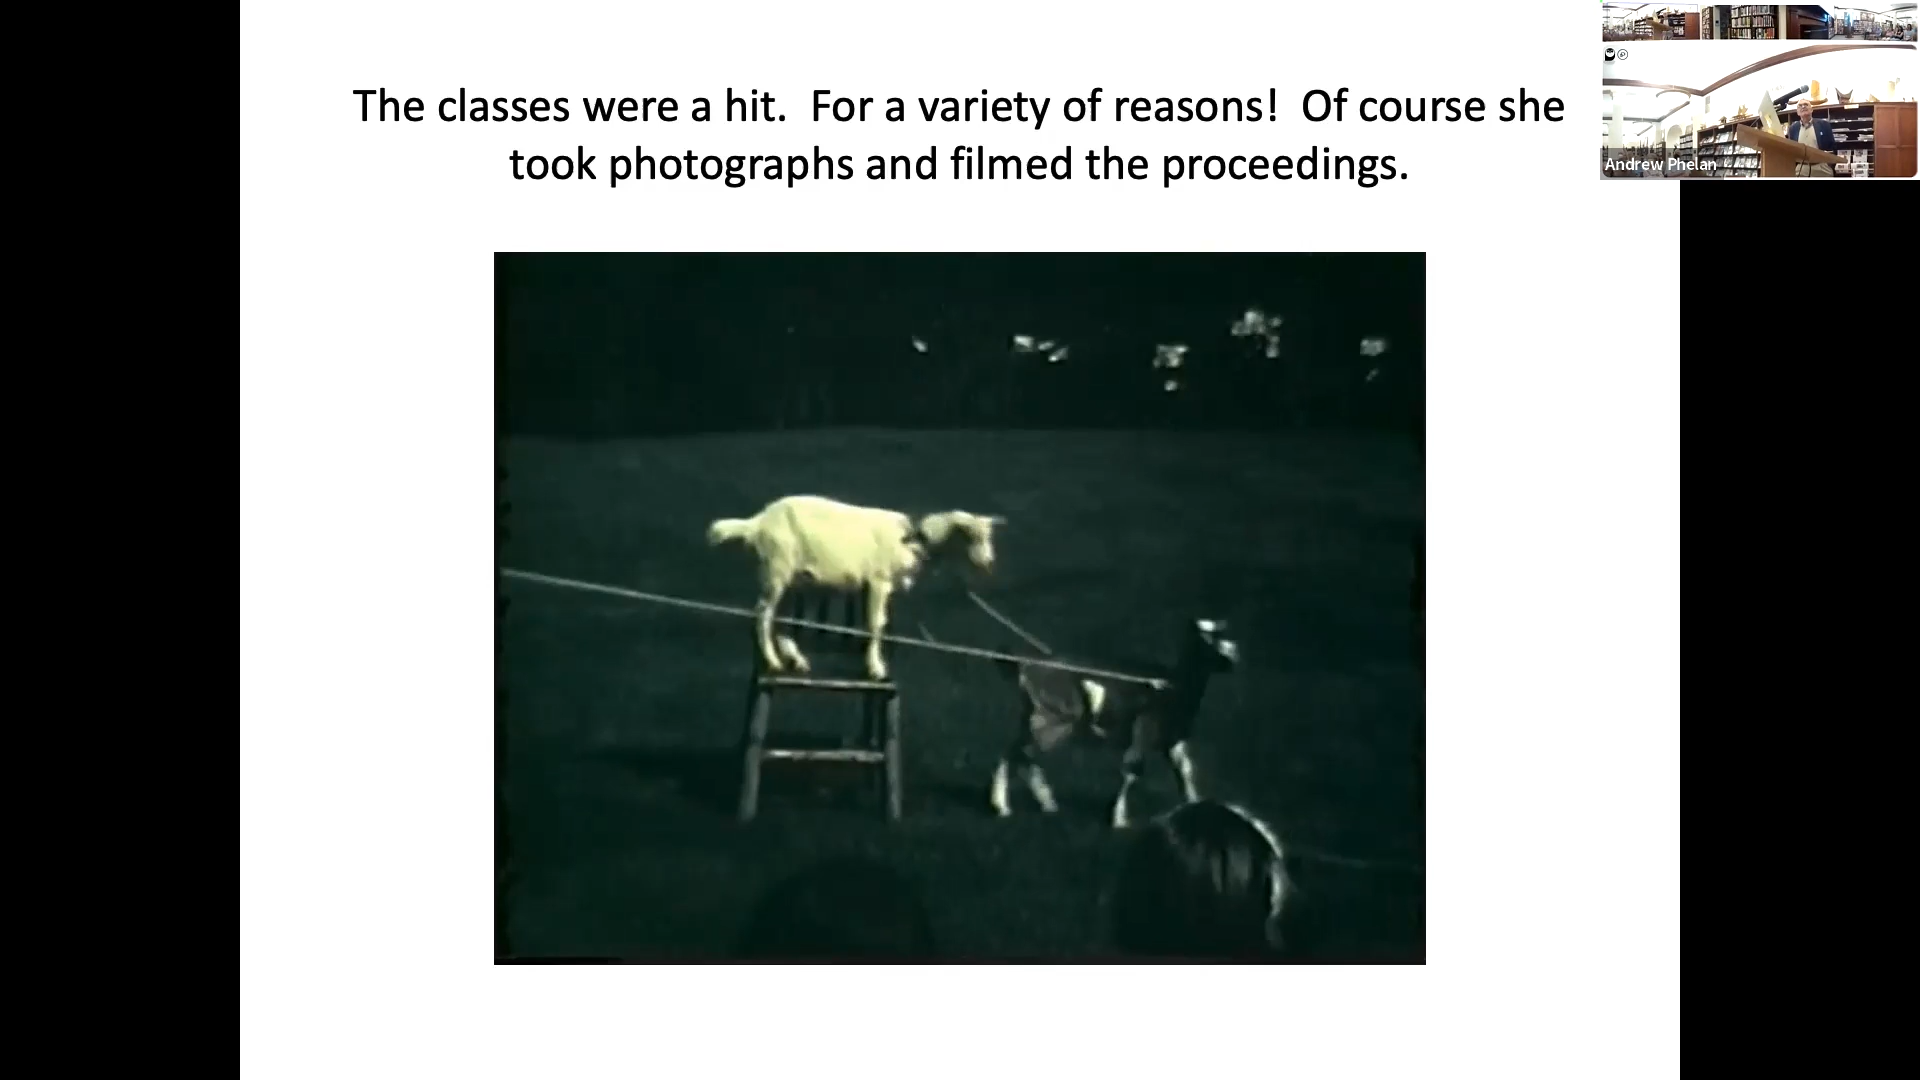 The classes were a hit.  For a variety of reasons!  Of course she
took photographs and filmed the proceedings.
Andrew Phelan